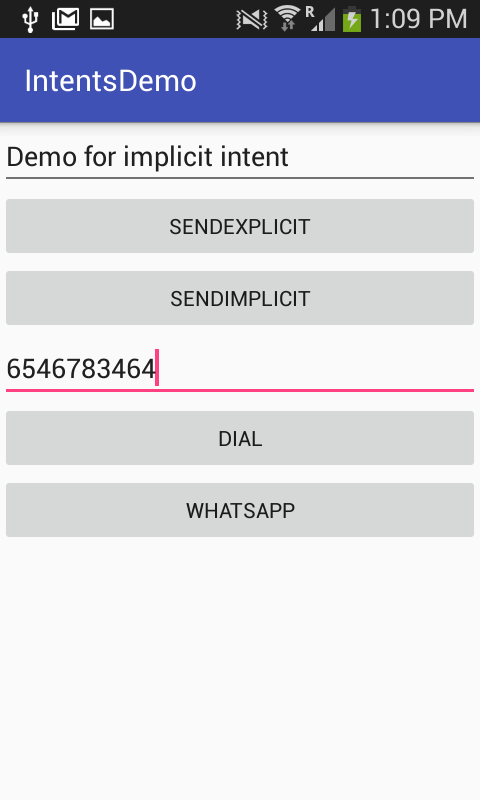 R 1:09 PM
IntentsDemo
Demo for implicit intent
SENDEXPLICIT
SENDIMPLICIT
6546783464
DIAL
WHATSAPP